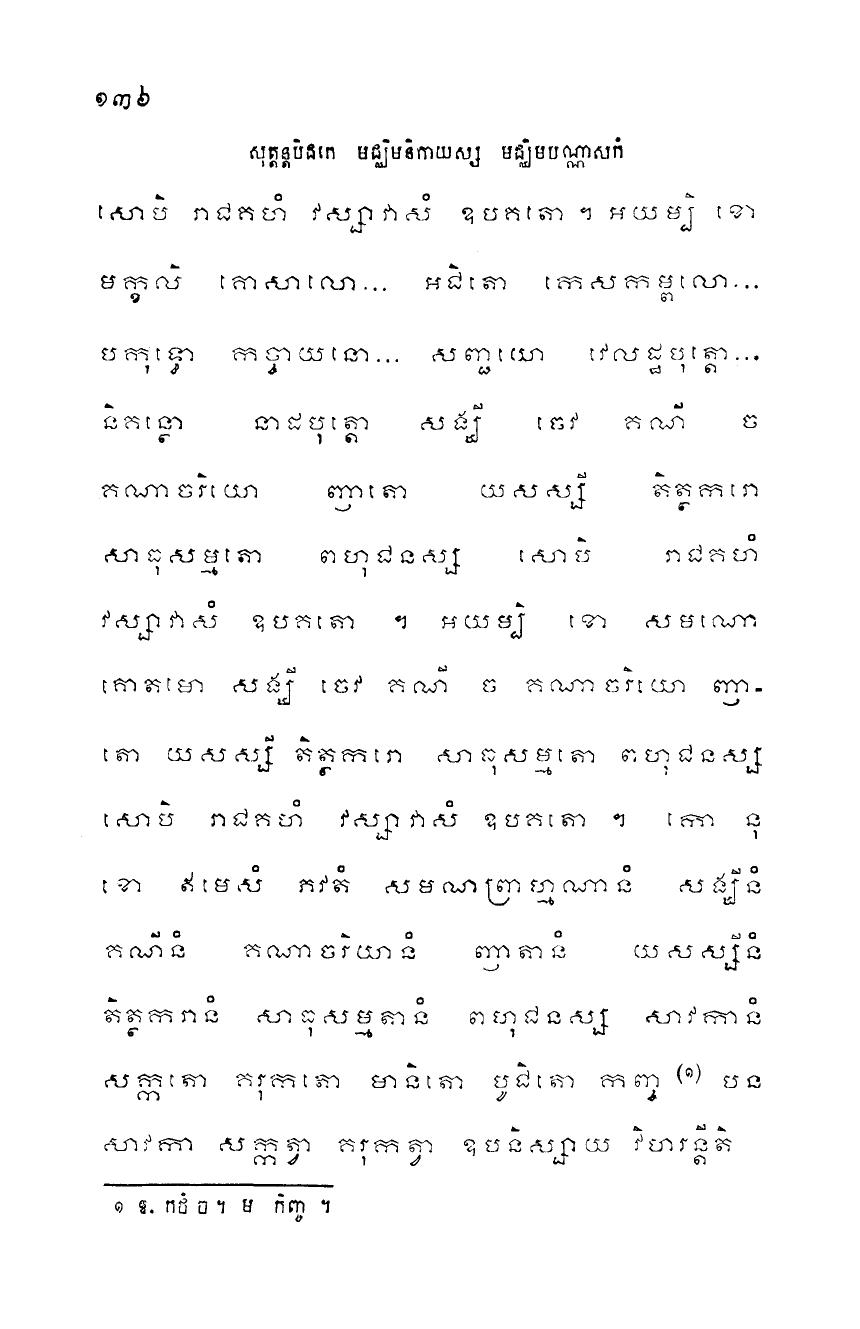 ១៣៦
សុត្តន្តបិដកេ មជ្ឈិមនិកាយស្ស មជ្ឈិមបណ្ណាសកំ
សោបិ រាជគហំ វស្សាវាសំ ឧបគតោ ។ អយម្បិ ខោ
មក្ខលិ គោសាលោ... អជិតោ កេសកម្ពលោ...
បកុទ្ធោ កច្ចាយនោ... សញ្ជយោ វេលដ្ឋបុត្តោ...
និគន្ថោ នាដបុត្តោ សង្ឃី ចេវ គណី ច
គណាចរិយោ ញាតោ យសស្សី តិត្ថករោ
សាធុសម្មតោ ពហុជនស្ស សោបិ រាជគហំ
វស្សាវាសំ ឧបគតោ ។ អយម្បិ ខោ សមណោ
គោតមោ សង្ឃី ចេវ គណី ច គណាចរិយោ ញា-
តោ យសស្សី តិត្ថករោ សាធុសម្មតោ ពហុជនស្ស
សោបិ រាជគហំ វស្សាវាសំ ឧបគតោ ។ កោ នុ
ខោ ឥមេសំ ភវតំ សមណព្រាហ្មណានំ សង្ឃីនំ
គណីនំ គណាចរិយានំ ញាតានំ យសស្សីនំ
តិត្ថករានំ សាធុសម្មតានំ ពហុជនស្ស សាវកានំ
សក្កតោ គរុកតោ មានិតោ បូជិតោ កញ្ច (១) បន
សាវកា សក្កត្វា គរុកត្វា ឧបនិស្សាយ វិហរន្តីតិ
១ ឱ. កថំ ច។ ម កិញ្ច ។